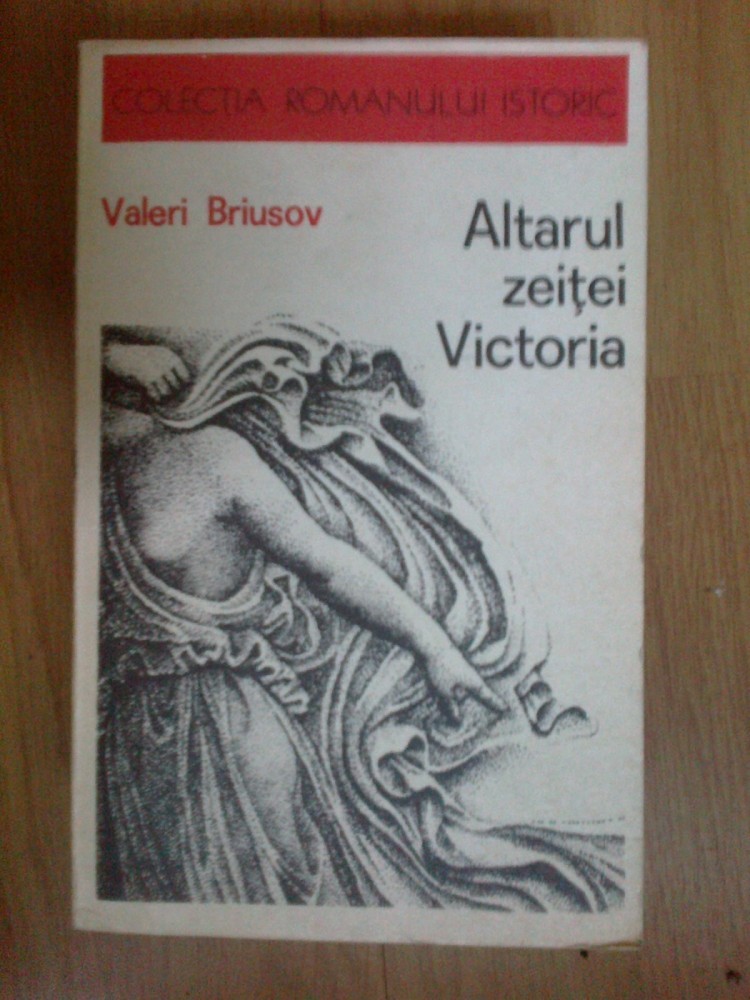 COLECȚIA ROMANULUI ISTORIC
Valeri Briusov
Altarul
zeiței
Victoria